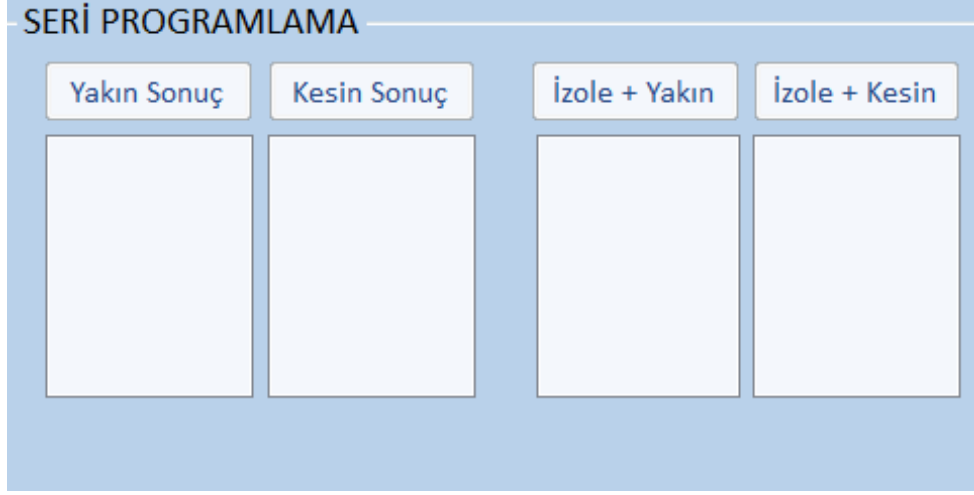 SERİ PROGRAMLAMA
Yakın Sonuç Kesin Sonuç İzole + Yakın İzole + Kesin